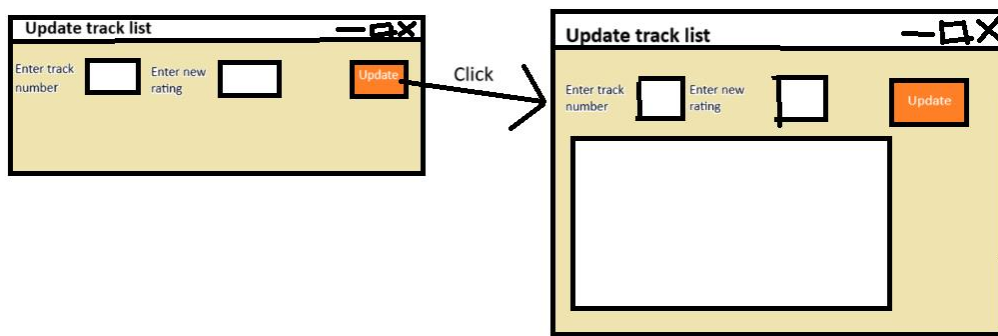 Update track list
Enter track
number
Enter new
rating
Update
Click
Update track list
Enter track
number
Enter new
rating
Update